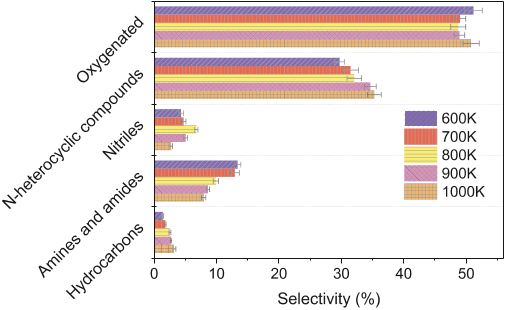 Oxygenated
N-heterocyclic compounds
Nitriles
Amines and amides
Hydrocarbons
600K
700K
800K
900K
1000K
0 10 20 30 40 50
Selectivity (%)